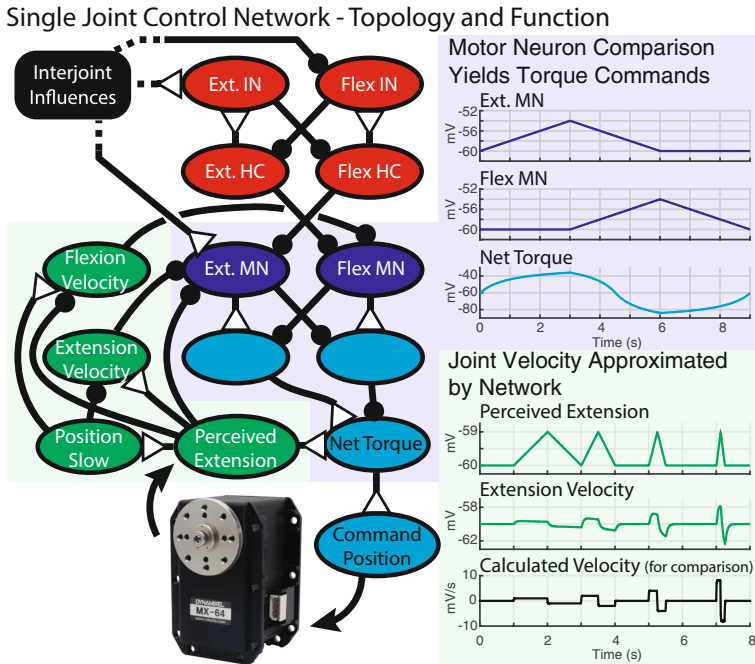 Single Joint Control Network - Topology and Function
Interjoint
Influences
Ext. IN
Flex IN
Ext. HC
Flex HC
Flexion
Velocity
Ext. MN
Flex MN
Extension
Velocity
Position
Slow
Perceived
Extension
Net Torque
Command
Position
DYNAMIXEL
MX-64
Motor Neuron Comparison
Yields Torque Commands
Ext. MN
-52
-56
-60
mV
Flex MN
-52
-56
-60
mV
Net Torque
-40
-60
-80
mV
0 2 4 6 8
Time (s)
Joint Velocity Approximated
by Network
Perceived Extension
-59
-60
mV
Extension Velocity
-58
-62
mV
Calculated Velocity (for comparison)
10
0
-10
mV/s
0 2 4 6 8
Time (s)